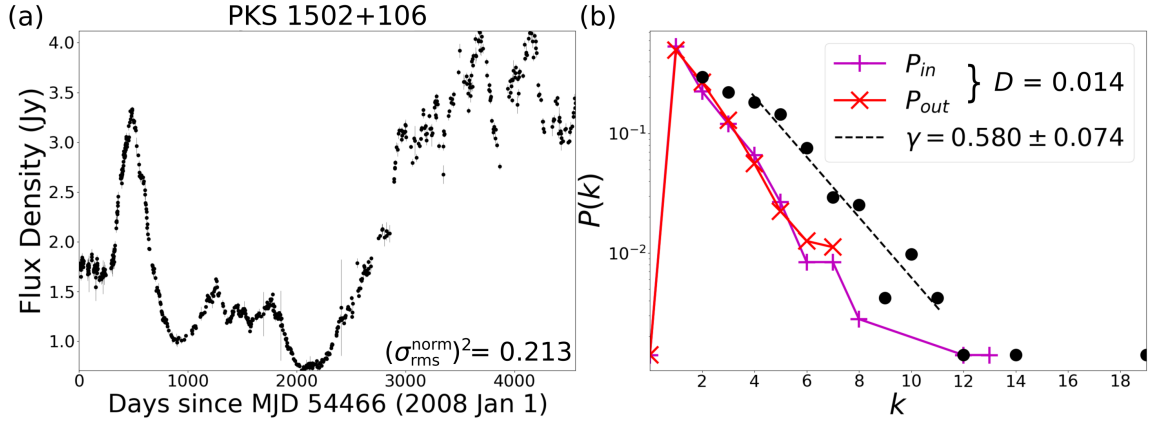 (a)
PKS 1502+106
Flux Density (Jy)
4.0
3.5
3.0
2.5
2.0
1.5
1.0
(σ_rms^norm)² = 0.213
0 1000 2000 3000 4000
Days since MJD 54466 (2008 Jan 1)
(b)
P(k)
10⁻¹
10⁻²
P_in
P_out
} D = 0.014
γ = 0.580 ± 0.074
2 4 6 8 10 12 14 16 18
k